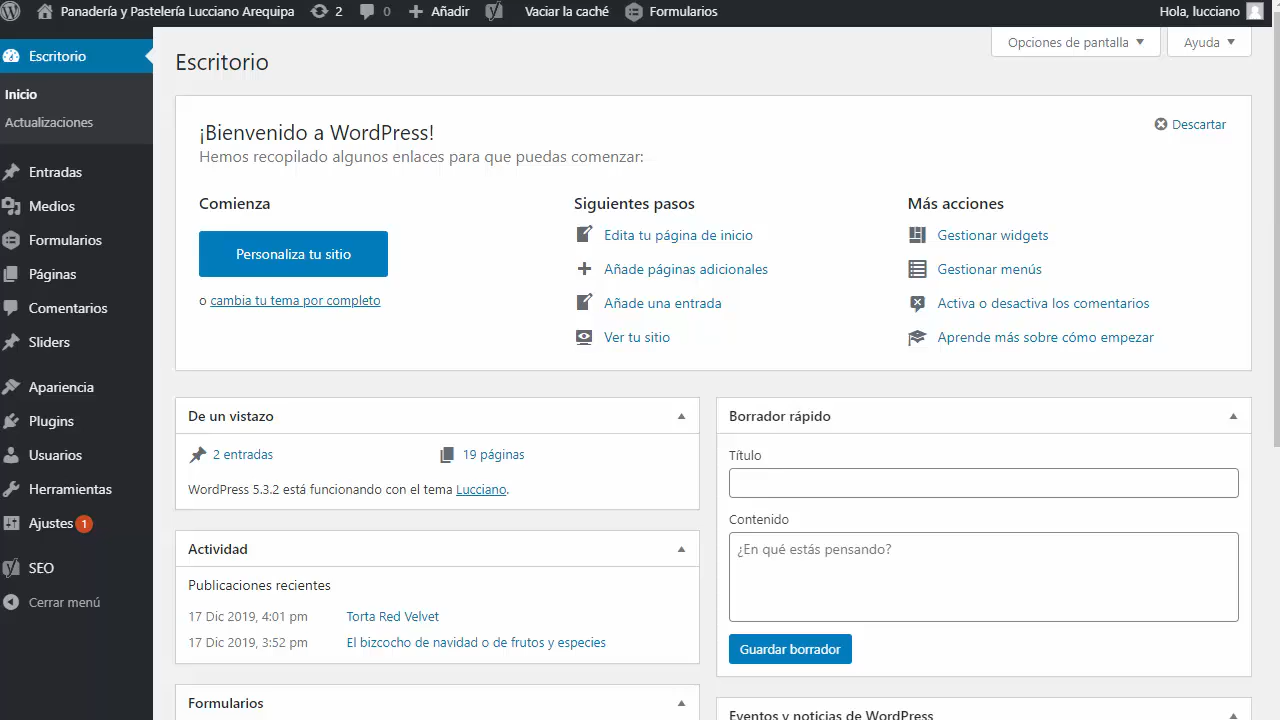 Panadería y Pastelería Lucciano Arequipa 2 0 Añadir Vaciar la caché Formularios Hola, lucciano
Escritorio
Inicio
Actualizaciones
Entradas
Medios
Formularios
Páginas
Comentarios
Sliders
Apariencia
Plugins
Usuarios
Herramientas
Ajustes 1
SEO
Cerrar menú
Opciones de pantalla Ayuda
Escritorio
¡Bienvenido a WordPress!
Descartar
Hemos recopilado algunos enlaces para que puedas comenzar:
Comienza
Personaliza tu sitio
o cambia tu tema por completo
Siguientes pasos
Edita tu página de inicio
Añade páginas adicionales
Añade una entrada
Ver tu sitio
Más acciones
Gestionar widgets
Gestionar menús
Activa o desactiva los comentarios
Aprende más sobre cómo empezar
De un vistazo
2 entradas 19 páginas
WordPress 5.3.2 está funcionando con el tema Lucciano.
Actividad
Publicaciones recientes
17 Dic 2019, 4:01 pm Torta Red Velvet
17 Dic 2019, 3:52 pm El bizcocho de navidad o de frutos y especies
Formularios
Borrador rápido
Título
Contenido
¿En qué estás pensando?
Guardar borrador
Eventos y noticias de WordPress